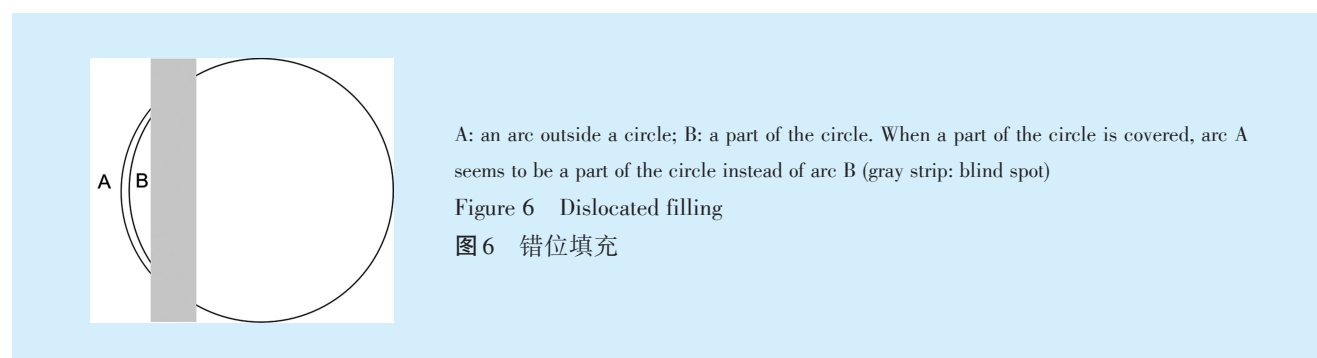 A B
A: an arc outside a circle; B: a part of the circle. When a part of the circle is covered, arc A
seems to be a part of the circle instead of arc B (gray strip: blind spot)
Figure 6 Dislocated filling
图6 错位填充